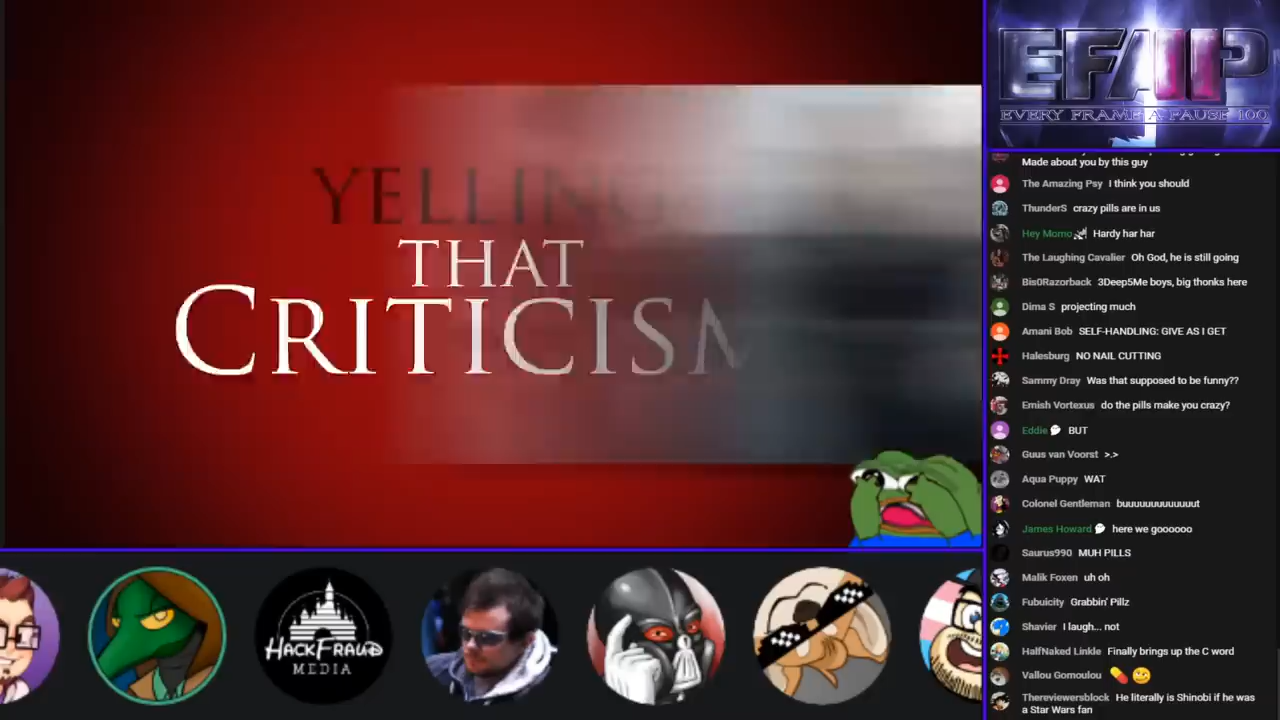 YELLING
THAT
CRITICISM
EFAP
EVERY FRAME A PAUSE 100
Made about you by this guy
The Amazing Psy I think you should
ThunderS crazy pills are in us
Hey Momo Hardy har har
The Laughing Cavalier Oh God, he is still going
Bis0Razorback 3Deep5Me boys, big thonks here
Dima S projecting much
Amani Bob SELF-HANDLING: GIVE AS I GET
Halesburg NO NAIL CUTTING
Sammy Dray Was that supposed to be funny??
Emish Vortexus do the pills make you crazy?
Eddie BUT
Guus van Voorst >.>
Aqua Puppy WAT
Colonel Gentleman buuuuuuuuuuuut
James Howard here we goooooo
Saurus990 MUH PILLS
Malik Foxen uh oh
Fubuicity Grabbin' Pillz
Shavier I laugh... not
HalfNaked Linkle Finally brings up the C word
Vallou Gomoulou 💊 🥴
Thereviewersblock He literally is Shinobi if he was
a Star Wars fan
HACKFRAUD
MEDIA